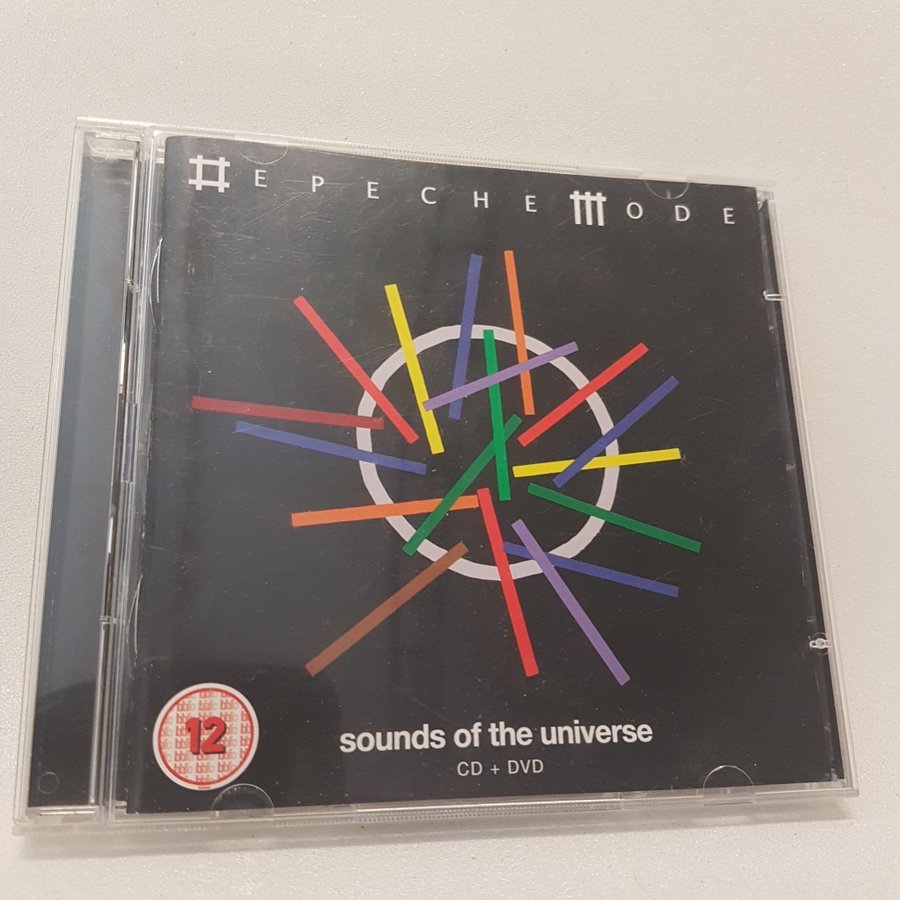 DEPECHE MODE
sounds of the universe
CD + DVD
12